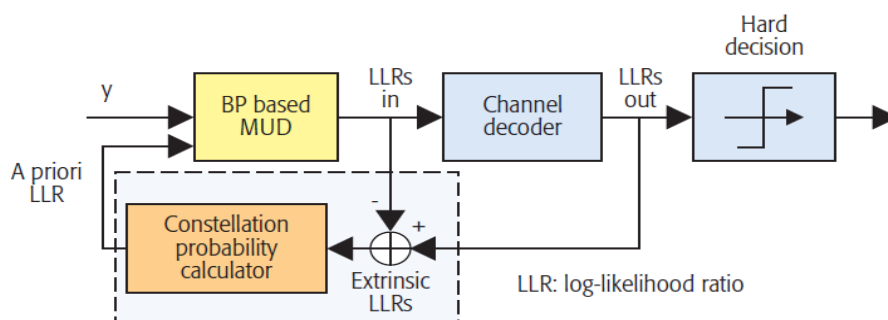 Hard
decision
y
BP based
MUD
LLRs
in
Channel
decoder
LLRs
out
A priori
LLR
-
+
Constellation
probability
calculator
Extrinsic
LLRs
LLR: log-likelihood ratio